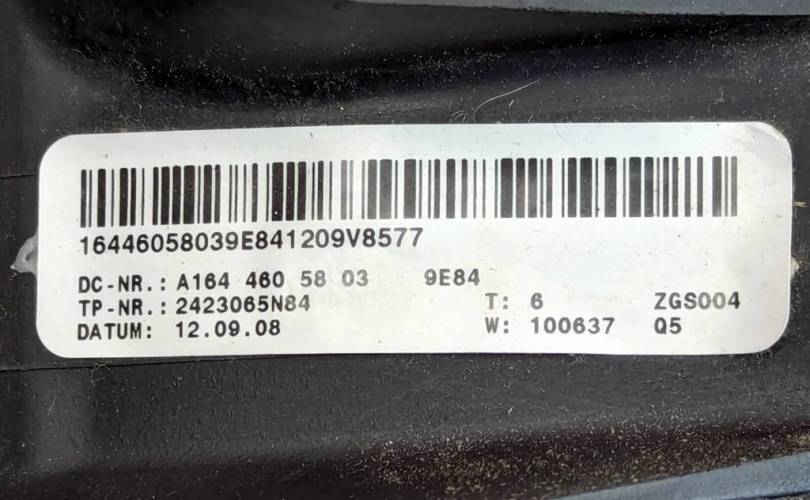 16446058039E841209V8577
DC-NR.: A164 460 58 03 9E84
TP-NR.: 2423065N84 T: 6 ZGS004
DATUM: 12.09.08 W: 100637 Q5